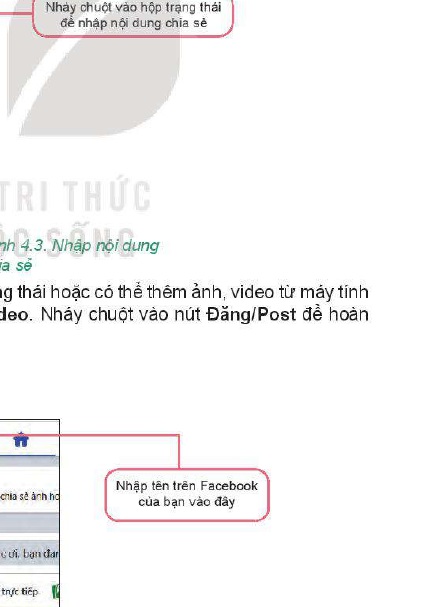 Nháy chuột vào hộp trạng thái
để nhập nội dung chia sẻ
TRI THỨC
SỐNG
nh 4.3. Nhập nội dung
ia sẻ
ng thái hoặc có thể thêm ảnh, video từ máy tính
deo. Nháy chuột vào nút Đăng/Post để hoàn
Nhập tên trên Facebook
của bạn vào đây
chia sẻ ảnh ho
ơi, bạn đan
trực tiếp